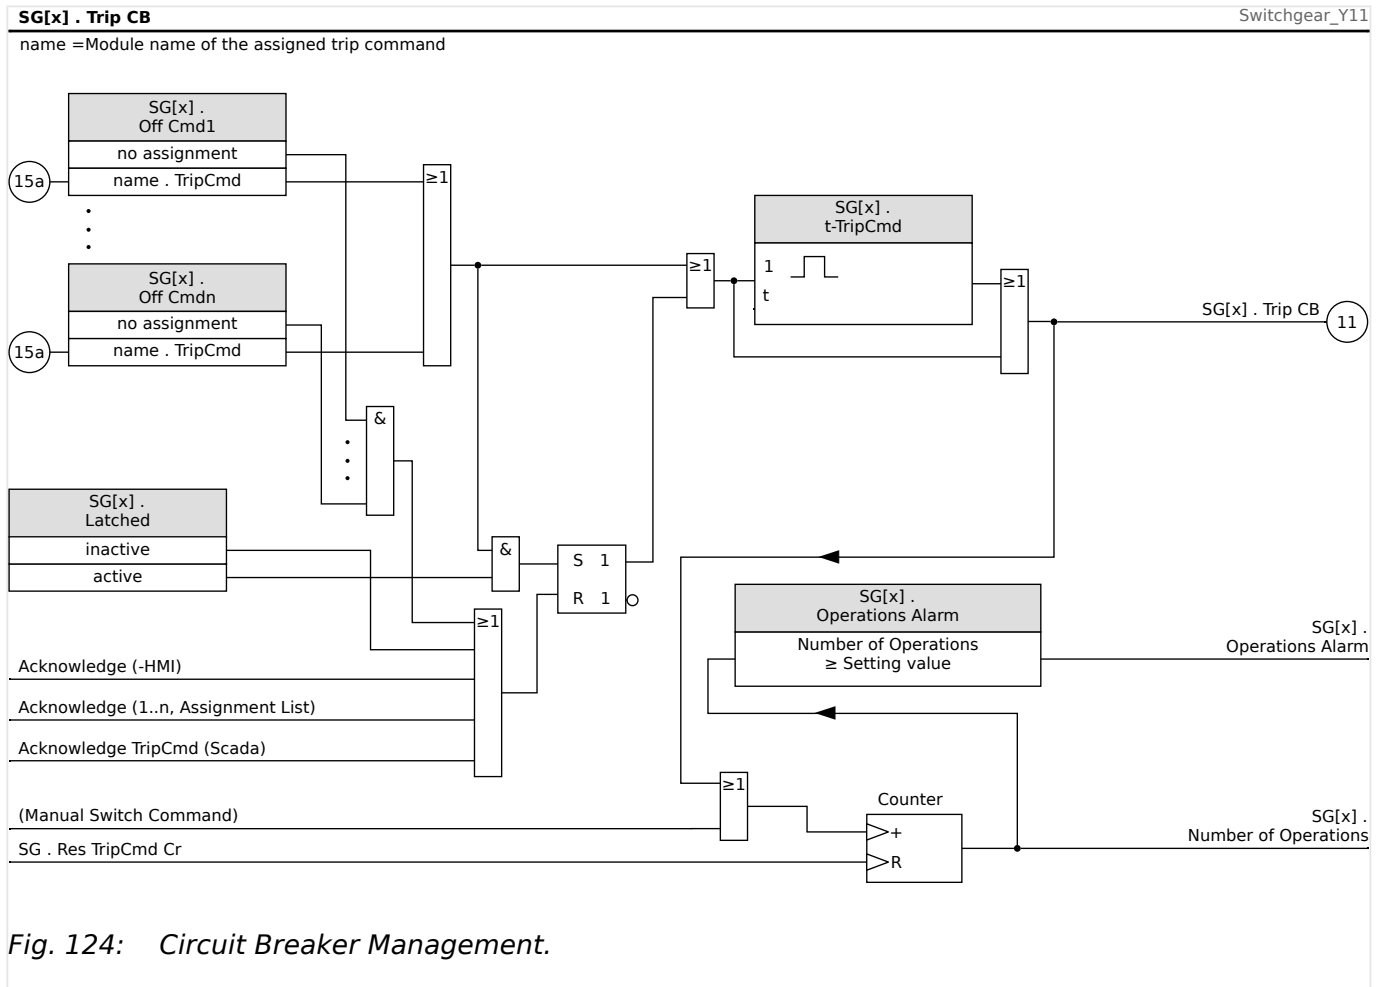 SG[x] . Trip CB
Switchgear_Y11
name =Module name of the assigned trip command
SG[x] .
Off Cmd1
no assignment
15a
name . TripCmd
SG[x] .
Off Cmdn
no assignment
15a
name . TripCmd
≥1
≥1
SG[x] .
t-TripCmd
1
t
≥1
SG[x] . Trip CB
11
&
SG[x] .
Latched
inactive
active
&
S 1
R 1
≥1
Acknowledge (-HMI)
Acknowledge (1..n, Assignment List)
Acknowledge TripCmd (Scada)
SG[x] .
Operations Alarm
Number of Operations
≥ Setting value
SG[x] .
Operations Alarm
(Manual Switch Command)
SG . Res TripCmd Cr
≥1
Counter
+
R
SG[x] .
Number of Operations
Fig. 124: Circuit Breaker Management.